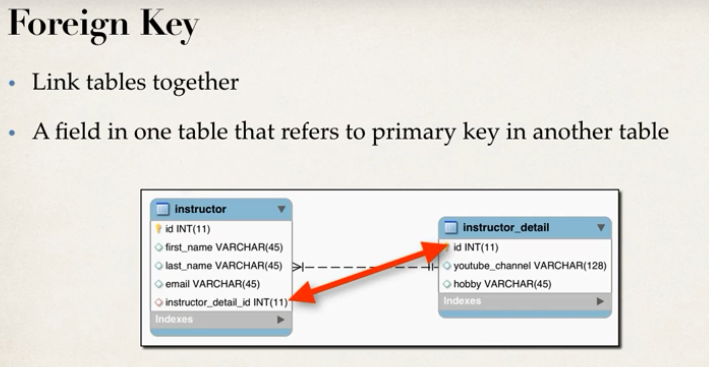 Foreign Key
• Link tables together
• A field in one table that refers to primary key in another table
instructor
id INT(11)
first_name VARCHAR(45)
last_name VARCHAR(45)
email VARCHAR(45)
instructor_detail_id INT(11)
Indexes
instructor_detail
id INT(11)
youtube_channel VARCHAR(128)
hobby VARCHAR(45)
Indexes